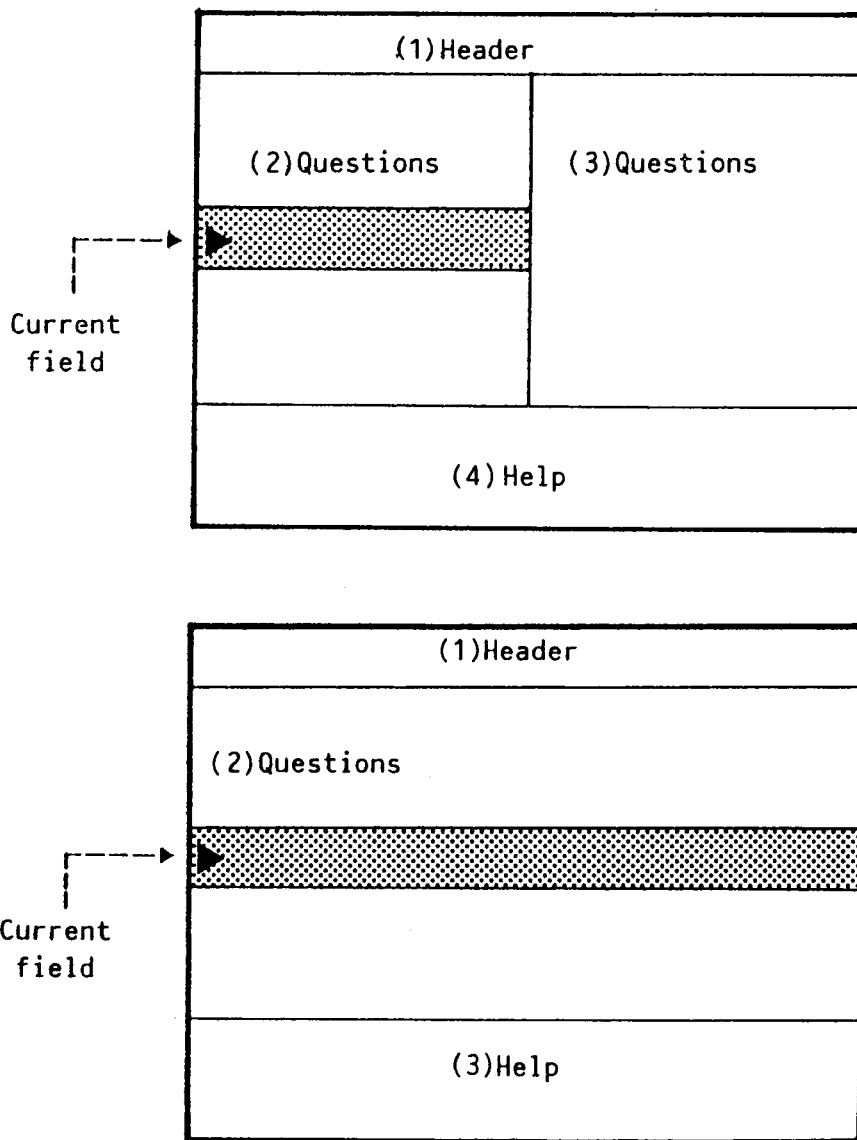 (1)Header
(2)Questions
(3)Questions
Current
field
(4)Help
(1)Header
(2)Questions
Current
field
(3)Help